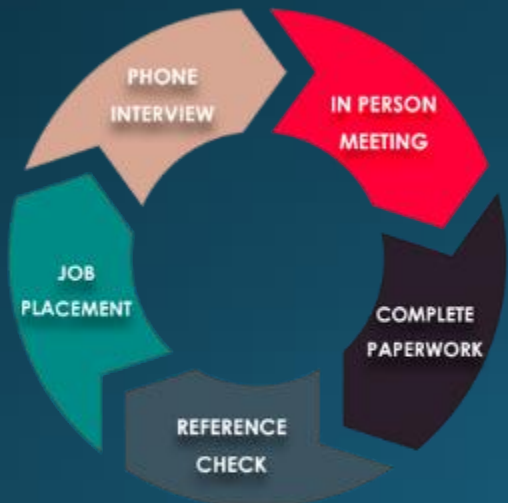 PHONE
INTERVIEW
IN PERSON
MEETING
COMPLETE
PAPERWORK
REFERENCE
CHECK
JOB
PLACEMENT